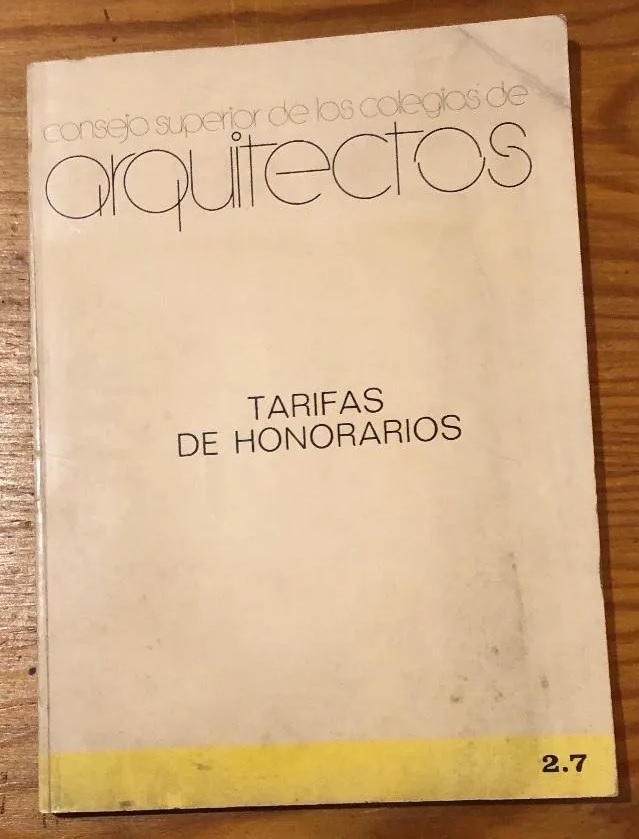 consejo superior de los colegios de
arquitectos
TARIFAS
DE HONORARIOS
2.7